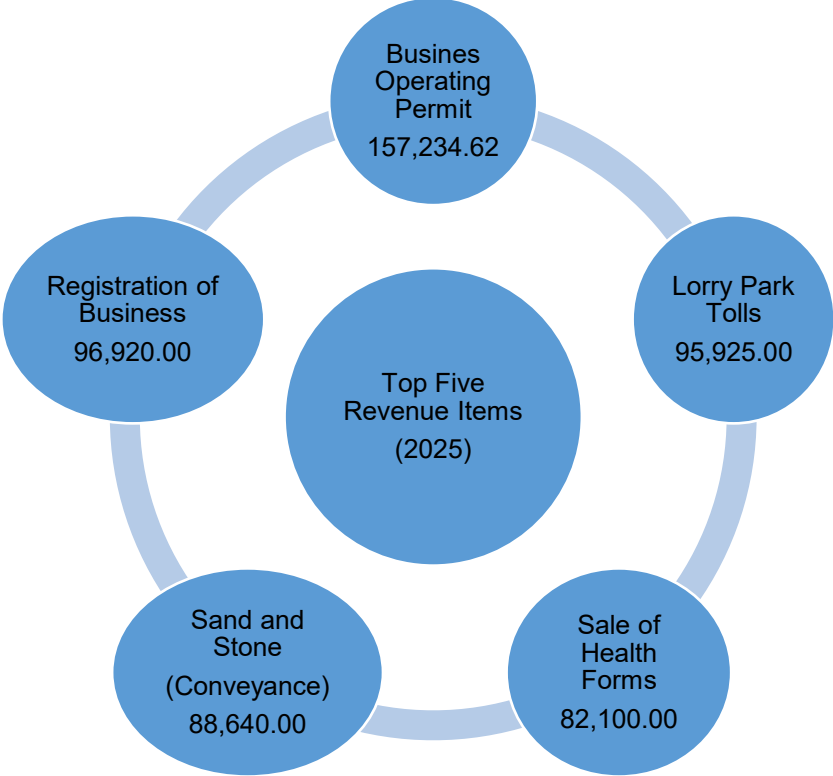 Busines
Operating
Permit
157,234.62
Lorry Park
Tolls
95,925.00
Sale of
Health
Forms
82,100.00
Sand and
Stone
(Conveyance)
88,640.00
Registration of
Business
96,920.00
Top Five
Revenue Items
(2025)